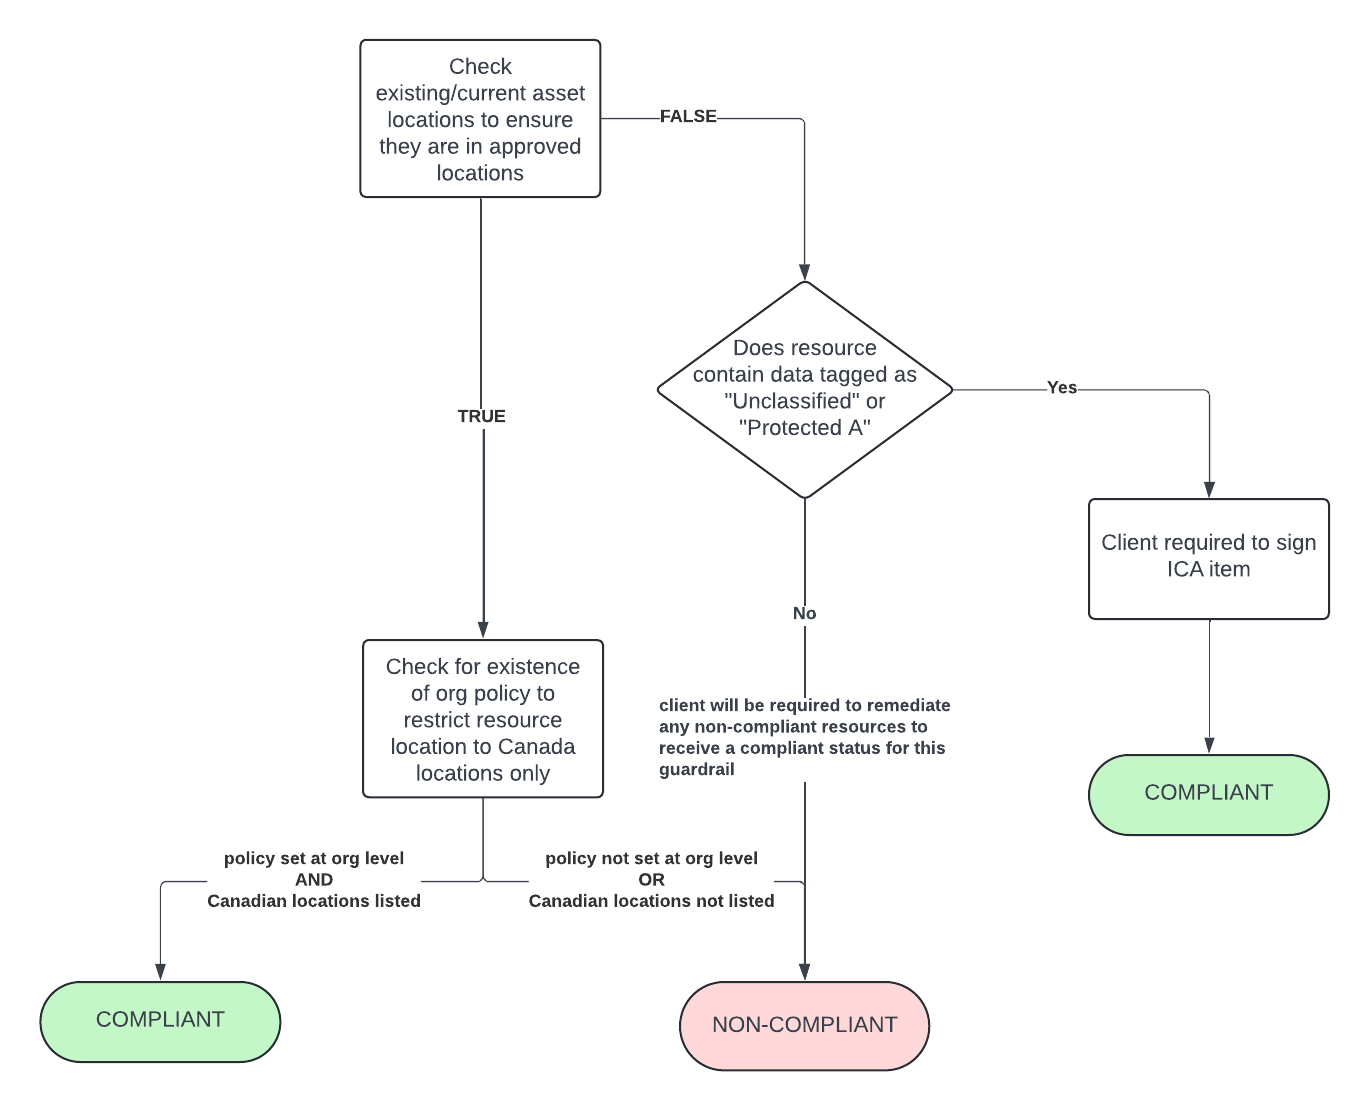 Check
existing/current asset
locations to ensure
they are in approved
locations
FALSE
Does resource
contain data tagged as
"Unclassified" or
"Protected A"
Yes
TRUE
Client required to sign
ICA item
No
Check for existence
of org policy to
restrict resource
location to Canada
locations only
client will be required to remediate
any non-compliant resources to
receive a compliant status for this
guardrail
COMPLIANT
policy set at org level
AND
Canadian locations listed
policy not set at org level
OR
Canadian locations not listed
COMPLIANT
NON-COMPLIANT